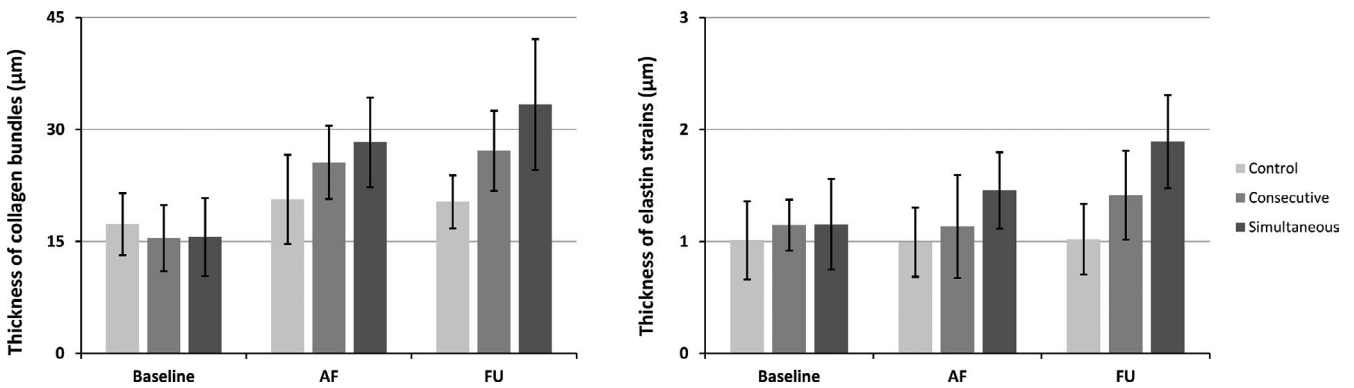 Thickness of collagen bundles (μm)
45
30
15
0
Baseline
AF
FU
Thickness of elastin strains (μm)
3
2
1
0
Baseline
AF
FU
Control
Consecutive
Simultaneous